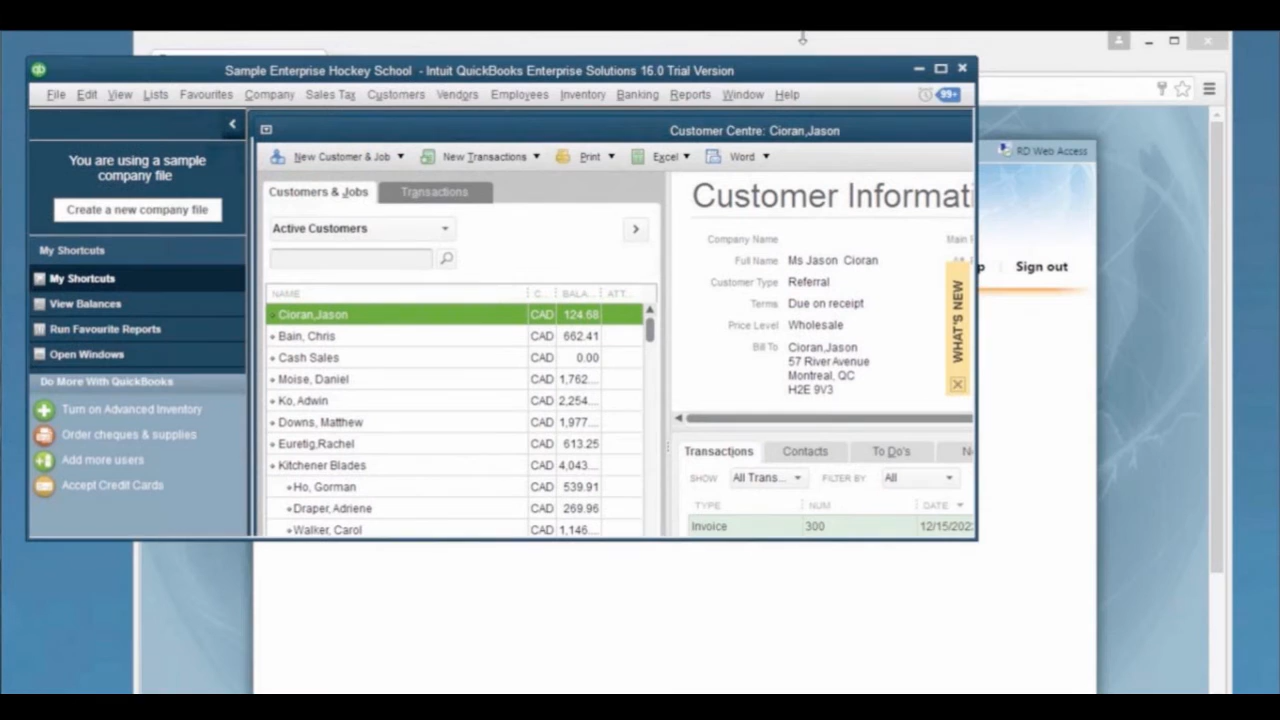 Sample Enterprise Hockey School - Intuit QuickBooks Enterprise Solutions 16.0 Trial Version
File Edit View Lists Favourites Company Sales Tax Customers Vendors Employees Inventory Banking Reports Window Help
99+
You are using a sample
company file
Create a new company file
My Shortcuts
My Shortcuts
View Balances
Run Favourite Reports
Open Windows
Do More With QuickBooks
Turn on Advanced Inventory
Order cheques & supplies
Add more users
Accept Credit Cards
Customer Centre: Cioran,Jason
New Customer & Job New Transactions Print Excel Word
Customers & Jobs Transactions
Active Customers
NAME C... BALA... ATT...
Cioran,Jason CAD 124.68
Bain, Chris CAD 662.41
Cash Sales CAD 0.00
Moise, Daniel CAD 1,762...
Ko, Adwin CAD 2,254...
Downs, Matthew CAD 1,977...
Euretig,Rachel CAD 613.25
Kitchener Blades CAD 4,043...
Ho, Gorman CAD 539.91
Draper, Adriene CAD 269.96
Walker, Carol CAD 1,146...
Customer Informati
Company Name
Main
Full Name Ms Jason Cioran
Customer Type Referral
Terms Due on receipt
Price Level Wholesale
Bill To Cioran,Jason
57 River Avenue
Montreal, QC
H2E 9V3
WHAT'S NEW
Transactions Contacts To Do's
SHOW All Trans... FILTER BY All
TYPE NUM DATE
Invoice 300 12/15/202
RD Web Access
Sign out